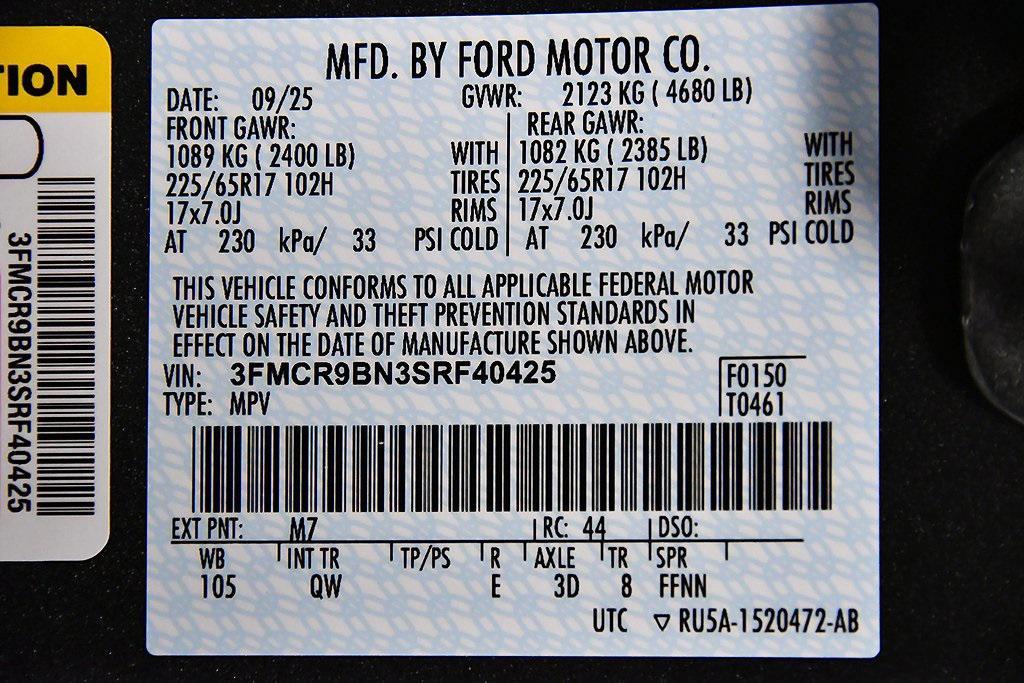 TION
3FMCR9BN3SRF40425
MFD. BY FORD MOTOR CO.
DATE: 09/25 GVWR: 2123 KG ( 4680 LB)
FRONT GAWR: REAR GAWR:
1089 KG ( 2400 LB) WITH 1082 KG ( 2385 LB) WITH
225/65R17 102H TIRES 225/65R17 102H TIRES
17x7.0J RIMS 17x7.0J RIMS
AT 230 kPa/ 33 PSI COLD AT 230 kPa/ 33 PSI COLD
THIS VEHICLE CONFORMS TO ALL APPLICABLE FEDERAL MOTOR
VEHICLE SAFETY AND THEFT PREVENTION STANDARDS IN
EFFECT ON THE DATE OF MANUFACTURE SHOWN ABOVE.
VIN: 3FMCR9BN3SRF40425 F0150
TYPE: MPV T0461
EXT PNT: M7 RC: 44 DSO:
WB INT TR TP/PS R AXLE TR SPR
105 QW E 3D 8 FFNN
UTC ▽ RU5A-1520472-AB